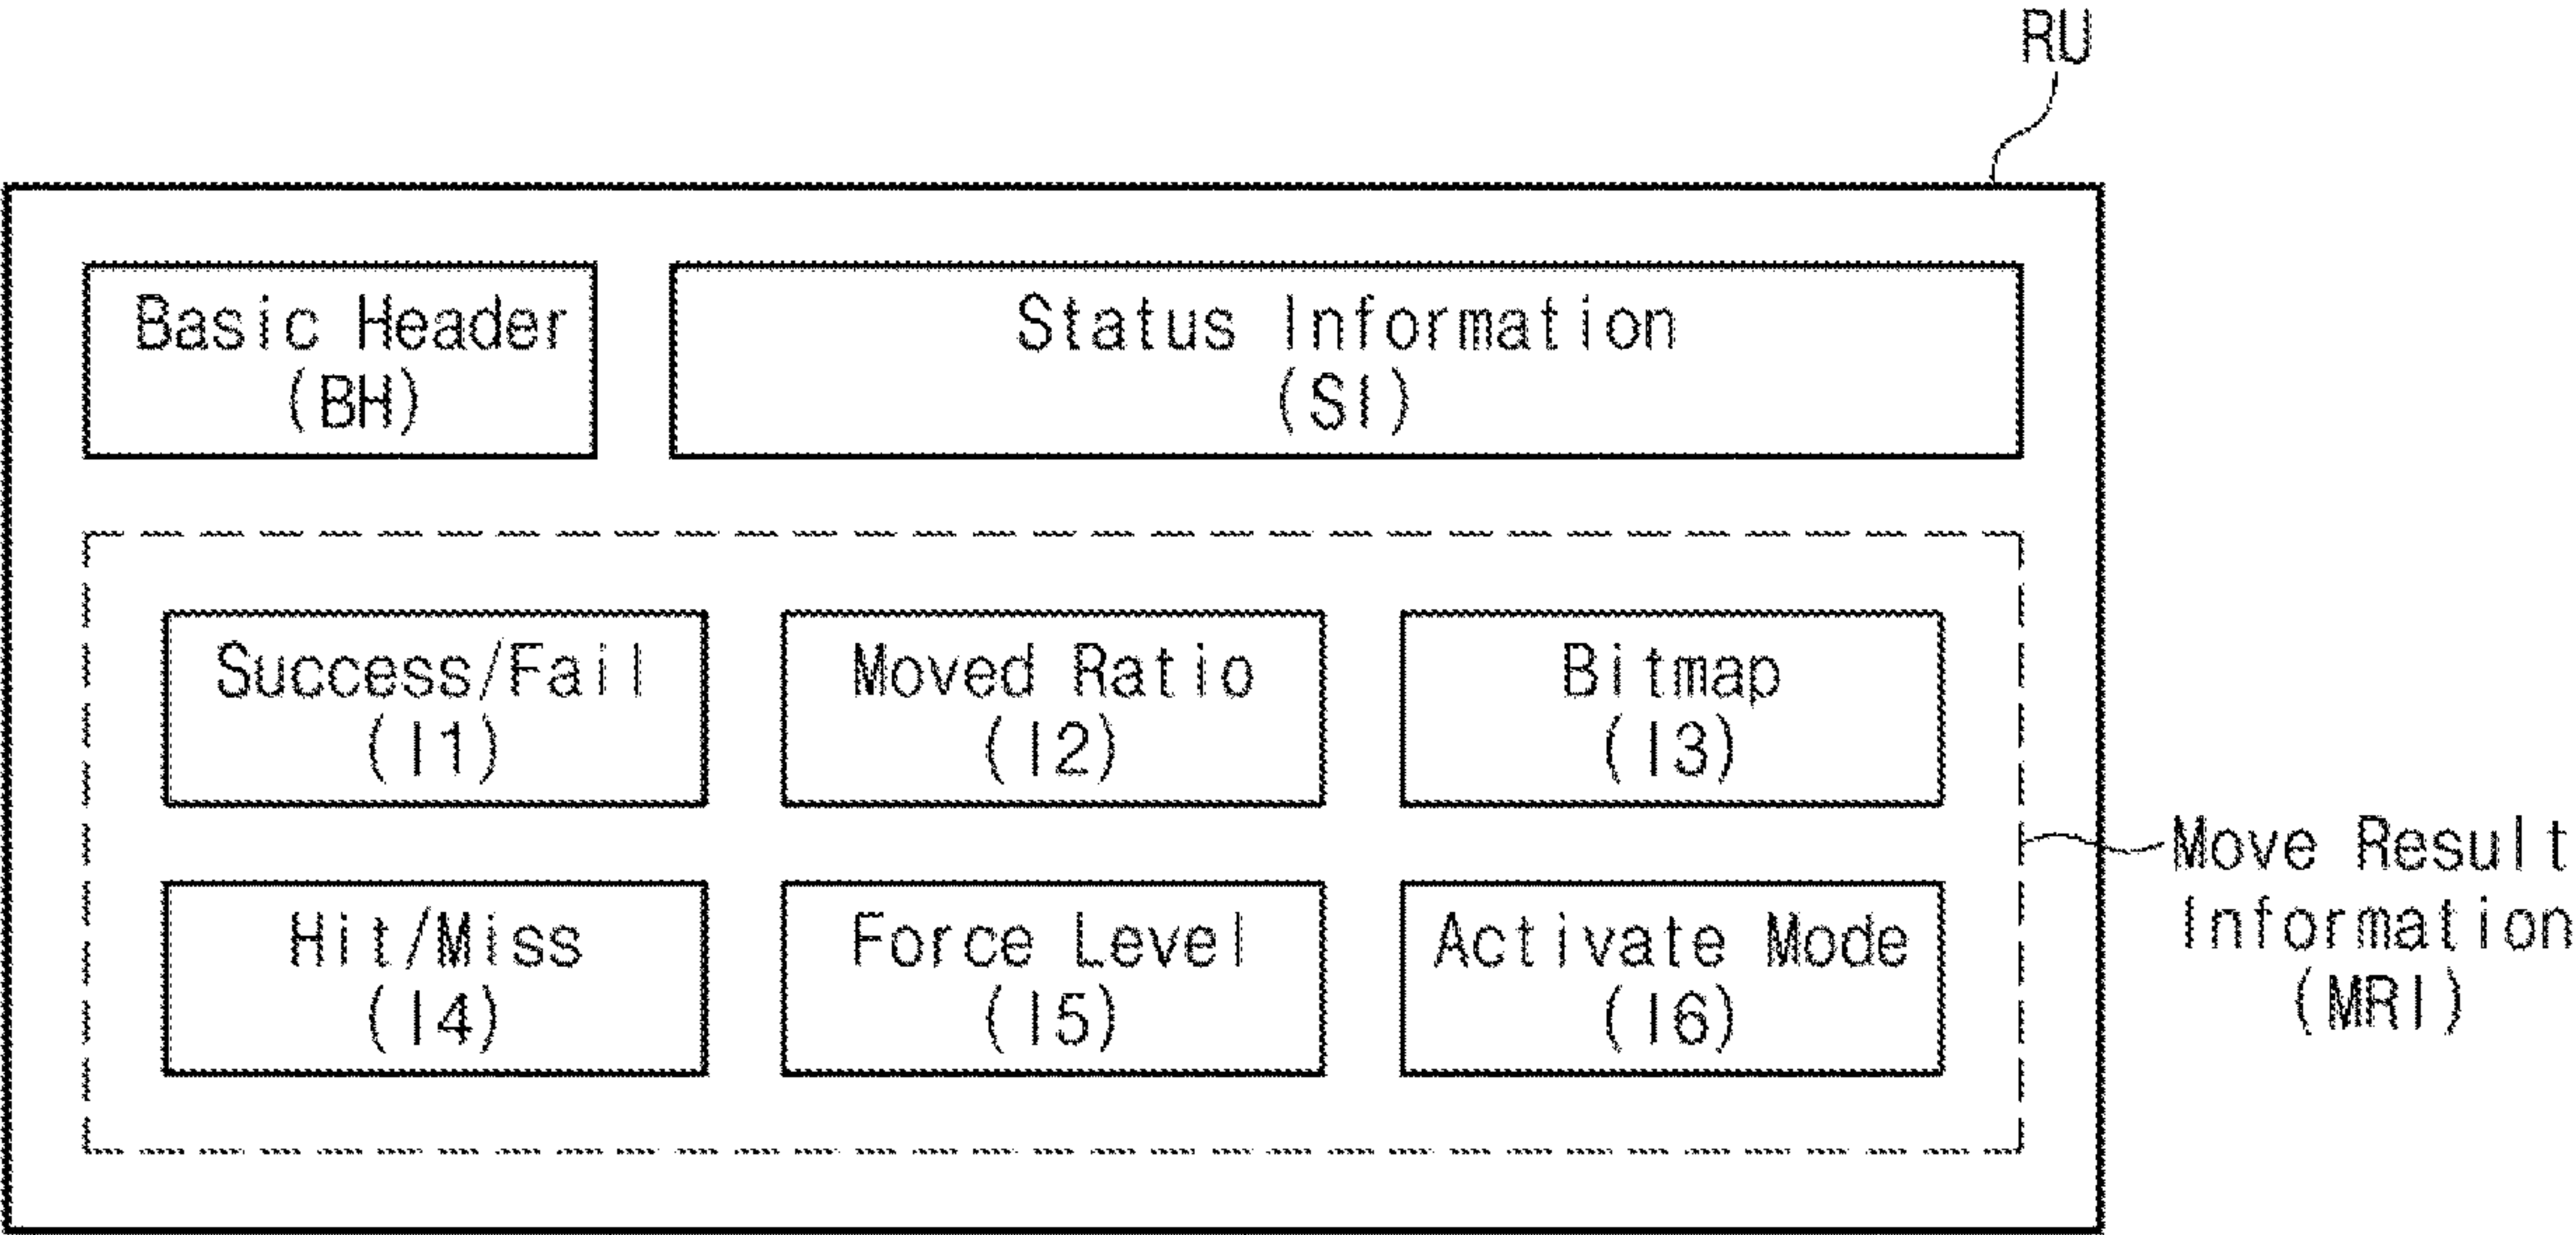 RU
Basic Header
(BH)
Status Information
(SI)
Success/Fail
(I1)
Moved Ratio
(I2)
Bitmap
(I3)
Hit/Miss
(I4)
Force Level
(I5)
Activate Mode
(I6)
Move Result
Information
(MRI)